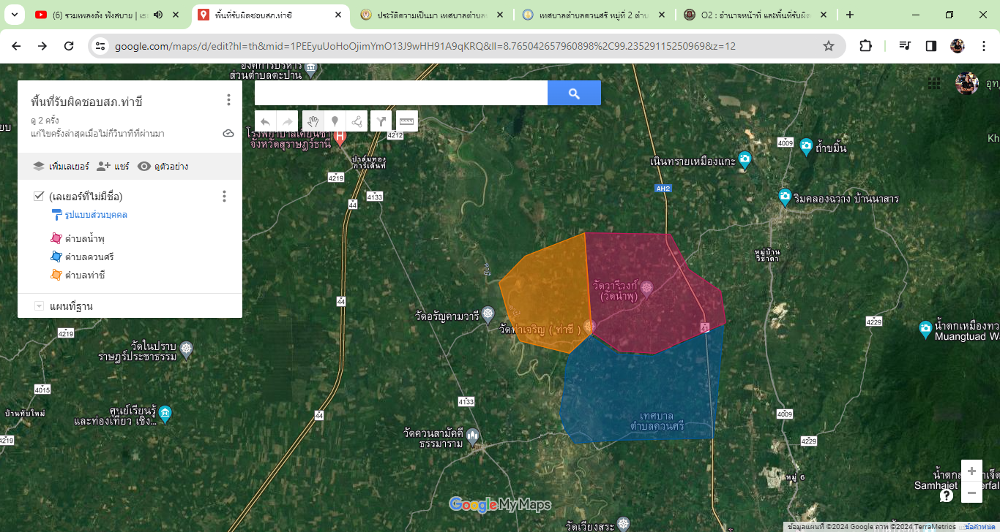 (6) รวมเพลงดัง ฟังสบาย | เธ
พื้นที่รับผิดชอบสภ.ท่าชี
ประวัติความเป็นมา เทศบาลตำบล
เทศบาลตำบลควนศรี หมู่ที่ 2 ตำบ
O2 : อำนาจหน้าที่ และพื้นที่รับผิด
google.com/maps/d/edit?hl=th&mid=1PEEyuUoHoOjimYmO13J9wHH91A9qKRQ&ll=8.765042657960898%2C99.23529115250969&z=12
องค์การบริหาร
ส่วนตำบลตะปาน
พื้นที่รับผิดชอบสภ.ท่าชี
ดู 2 ครั้ง
แก้ไขครั้งล่าสุดเมื่อไม่กี่วินาทีที่ผ่านมา
เพิ่มเลเยอร์
แชร์
ดูตัวอย่าง
(เลเยอร์ที่ไม่มีชื่อ)
รูปแบบส่วนบุคคล
ตำบลน้ำพุ
ตำบลควนศรี
ตำบลท่าชี
แผนที่ฐาน
อุท
ยบ
Kh
โรงพยาบาลเคียนซา
จังหวัดสุราษฎร์ธานี
4212
ปาล์มทอง
การ์เด้นท์
4219
4133
44
4009
ถ้ำขมิ้น
เนินทรายเหมืองแกะ
AH2
ริมคลองฉวาง บ้านนาสาร
หมู่บ้าน
วิชาดา
วัดวารีวงก์
(วัดน้ำพุ)
44
วัดอรัญคามวารี
วัดท่าเจริญ ( ท่าชี )
41
4229
น้ำตกเหมืองทว
Muangtuad Wa
4219
วัดในปราบ
ราษฎร์ประชาธรรม
4015
บ้านทับใหม่
ศูนย์เรียนรู้
และท่องเที่ยว เชิง...
44
4133
เทศบาล
ตำบลควนศรี
4009
4219
วัดควนสามัคคี
ธรรมาราม
4229
หมู่ 6
Samhajet
erfal
Google My Maps
วัดเวียงสระ
ข้อมูลแผนที่ ©2024 Google ภาพ ©2024 TerraMetrics
ข้อกำหนด